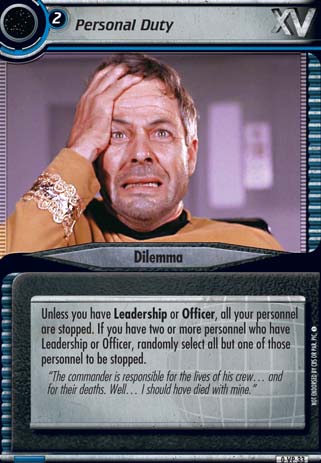 2
Personal Duty
XV
Dilemma
Unless you have Leadership or Officer, all your personnel
are stopped. If you have two or more personnel who have
Leadership or Officer, randomly select all but one of those
personnel to be stopped.
“The commander is responsible for the lives of his crew… and
for their deaths. Well… I should have died with mine.”
NOT ENDORSED BY CBS OR PAR. PIC.
0 VP 33